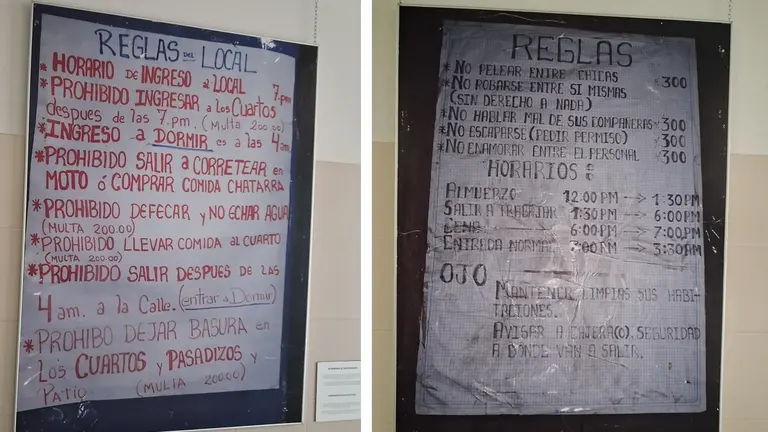 REGLAS DEL LOCAL
* HORARIO DE INGRESO al LOCAL 7.pm
* PROHIBIDO INGRESAR a los Cuartos
despues de las 7.pm. (MULTA 200.00)
* INGRESO a DORMIR es a las 4 am
* PROHIBIDO SALIR a CORRETEAR en
MOTO ó COMPRAR COMIDA CHATARRA
* PROHIBIDO DEFECAR y NO ECHAR AGUA
(MULTA 200.00)
* PROHIBIDO LLEVAR COMIDA al CUARTO
(MULTA 200.00)
* PROHIBIDO SALIR DESPUES DE LAS
4 am. a la Calle. (entrar a Dormir)
* PROHIBO DEJAR BASURA en
LOS CUARTOS y PASADIZOS y
PATIO (MULTA 200.00)
REGLAS
* NO PELEAR ENTRE CHICAS 300
* NO ROBARSE ENTRE SI MISMAS
(SIN DERECHO A NADA)
* NO HABLAR MAL DE SUS COMPAÑERAS 300
* NO ESCAPARSE (PEDIR PERMISO) 300
* NO ENAMORAR ENTRE EL PERSONAL 300
HORARIOS:
ALMUERZO 12.00 PM → 1:30 PM
SALIR A TRABAJAR 1:30 PM → 6:00 PM
CENA 6:00 PM → 7:00 PM
ENTRADA NORMAL 7:00 PM → 3:30 AM
OJO
MANTENER LIMPIAS SUS HABI-
TACIONES.
AVISAR A CAJERA(O), SEGURIDAD
A DONDE VAN A SALIR.